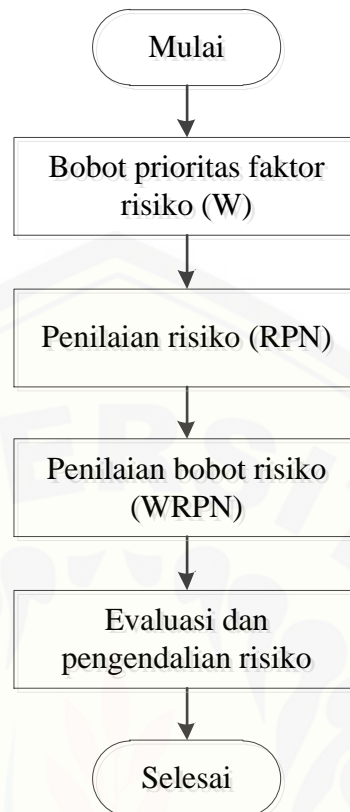 Mulai
Bobot prioritas faktor
risiko (W)
Penilaian risiko (RPN)
Penilaian bobot risiko
(WRPN)
Evaluasi dan
pengendalian risiko
Selesai